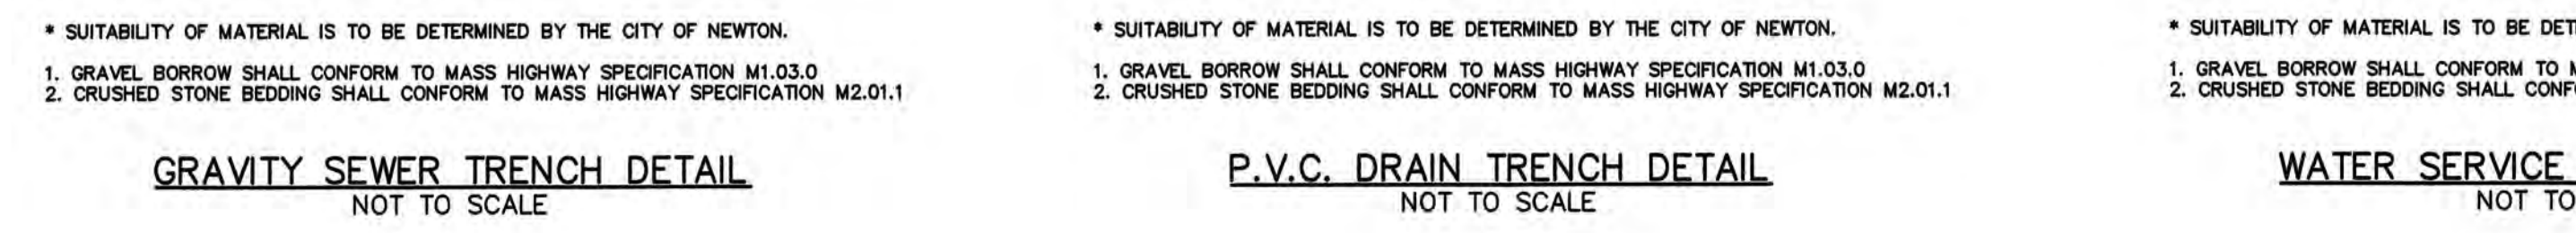 * SUITABILITY OF MATERIAL IS TO BE DETERMINED BY THE CITY OF NEWTON.
1. GRAVEL BORROW SHALL CONFORM TO MASS HIGHWAY SPECIFICATION M1.03.0
2. CRUSHED STONE BEDDING SHALL CONFORM TO MASS HIGHWAY SPECIFICATION M2.01.1
GRAVITY SEWER TRENCH DETAIL
NOT TO SCALE
* SUITABILITY OF MATERIAL IS TO BE DETERMINED BY THE CITY OF NEWTON.
1. GRAVEL BORROW SHALL CONFORM TO MASS HIGHWAY SPECIFICATION M1.03.0
2. CRUSHED STONE BEDDING SHALL CONFORM TO MASS HIGHWAY SPECIFICATION M2.01.1
P.V.C. DRAIN TRENCH DETAIL
NOT TO SCALE
* SUITABILITY OF MATERIAL IS TO BE
1. GRAVEL BORROW SHALL CONFORM TO
2. CRUSHED STONE BEDDING SHALL
WATER SERVICE
NOT TO